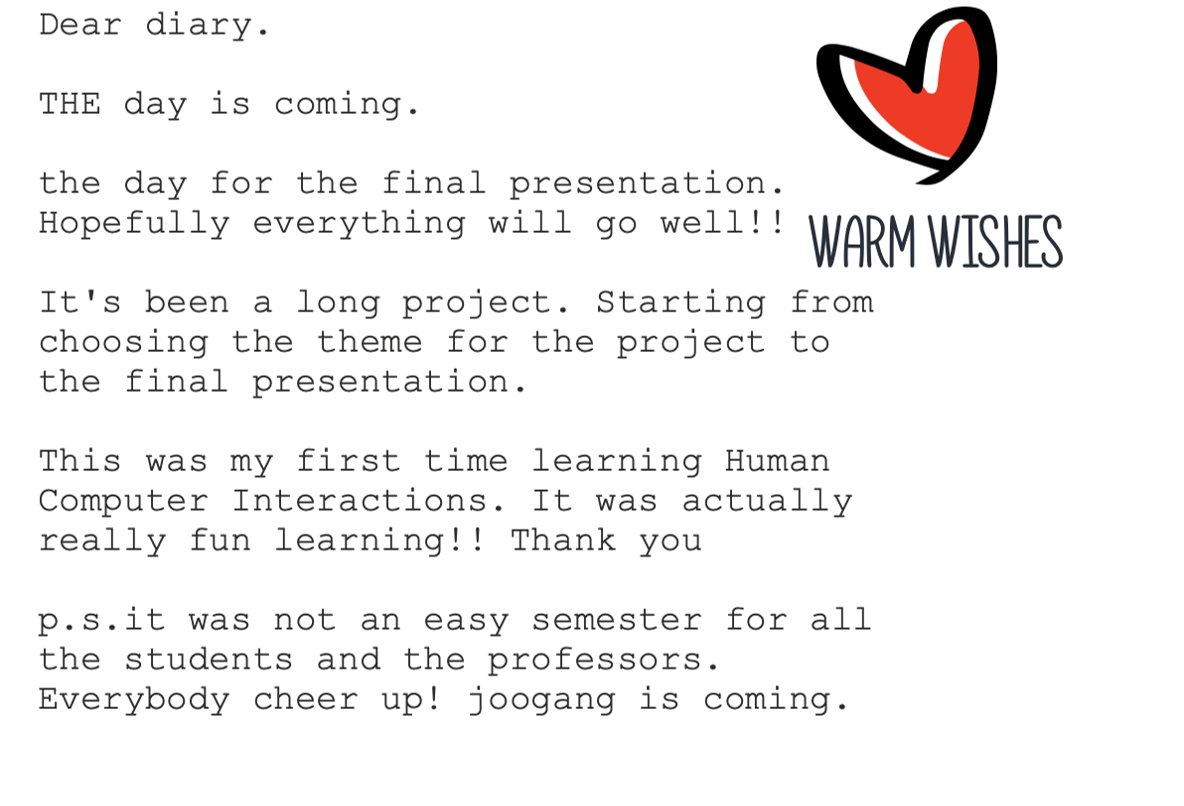 Dear diary.
THE day is coming.
the day for the final presentation.
Hopefully everything will go well!!
WARM WISHES
It's been a long project. Starting from
choosing the theme for the project to
the final presentation.
This was my first time learning Human
Computer Interactions. It was actually
really fun learning!! Thank you
p.s.it was not an easy semester for all
the students and the professors.
Everybody cheer up! joogang is coming.